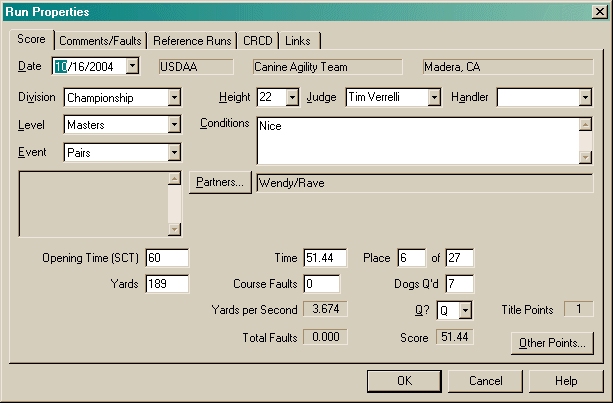 Run Properties
Score Comments/Faults Reference Runs CRCD Links
Date 10/16/2004 USDAA Canine Agility Team Madera, CA
Division Championship Height 22 Judge Tim Verrelli Handler
Level Masters Conditions Nice
Event Pairs
Partners... Wendy/Rave
Opening Time (SCT) 60 Time 51.44 Place 6 of 27
Yards 189 Course Faults 0 Dogs Q'd 7
Yards per Second 3.674 Q? Q Title Points 1
Total Faults 0.000 Score 51.44 Other Points...
OK Cancel Help